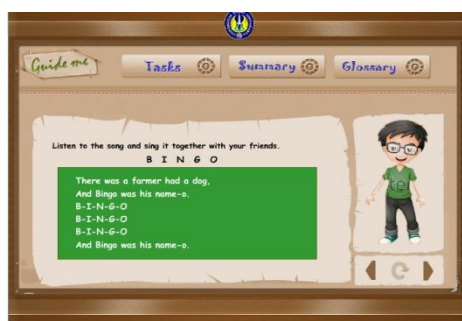 Guide me
Tasks
Summary
Glossary
Listen to the song and sing it together with your friends.
B I N G O
There was a farmer had a dog,
And Bingo was his name-o.
B-I-N-G-O
B-I-N-G-O
B-I-N-G-O
And Bingo was his name-o.